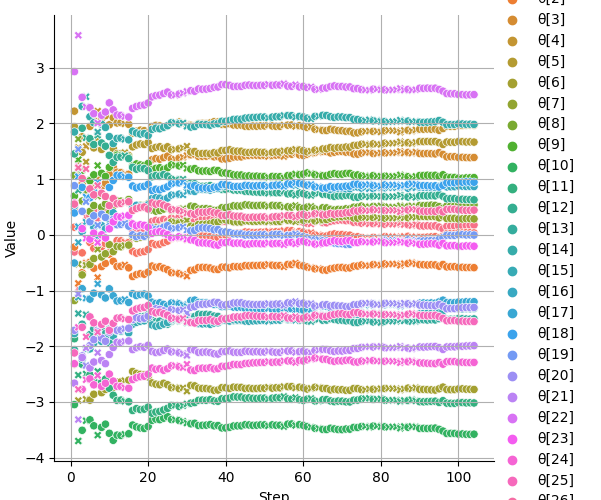 θ[2]
θ[3]
θ[4]
θ[5]
θ[6]
θ[7]
θ[8]
θ[9]
θ[10]
θ[11]
θ[12]
θ[13]
θ[14]
θ[15]
θ[16]
θ[17]
θ[18]
θ[19]
θ[20]
θ[21]
θ[22]
θ[23]
θ[24]
θ[25]
θ[26]
Value
3
2
1
0
−1
−2
−3
−4
0
20
40
60
80
100
Step